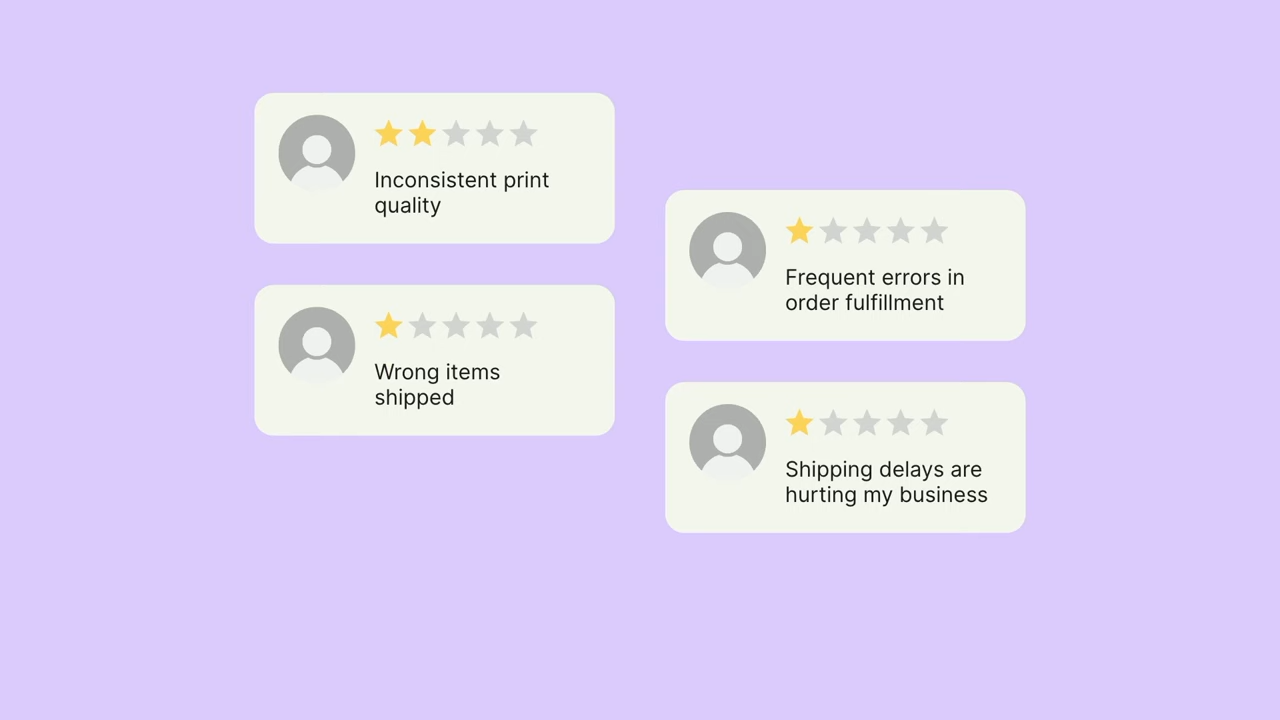 Inconsistent print
quality
Wrong items
shipped
Frequent errors in
order fulfillment
Shipping delays are
hurting my business